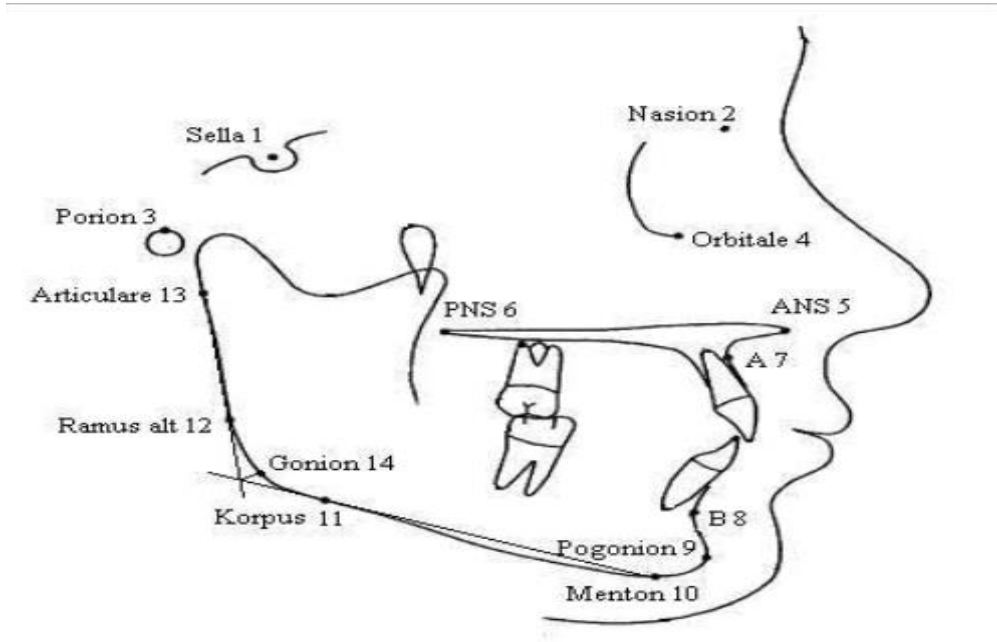 Nasion 2
Sella 1
Porion 3
Orbitale 4
Articulare 13
PNS 6
ANS 5
A 7
Ramus alt 12
Gonion 14
Korpus 11
B 8
Pogonion 9
Menton 10